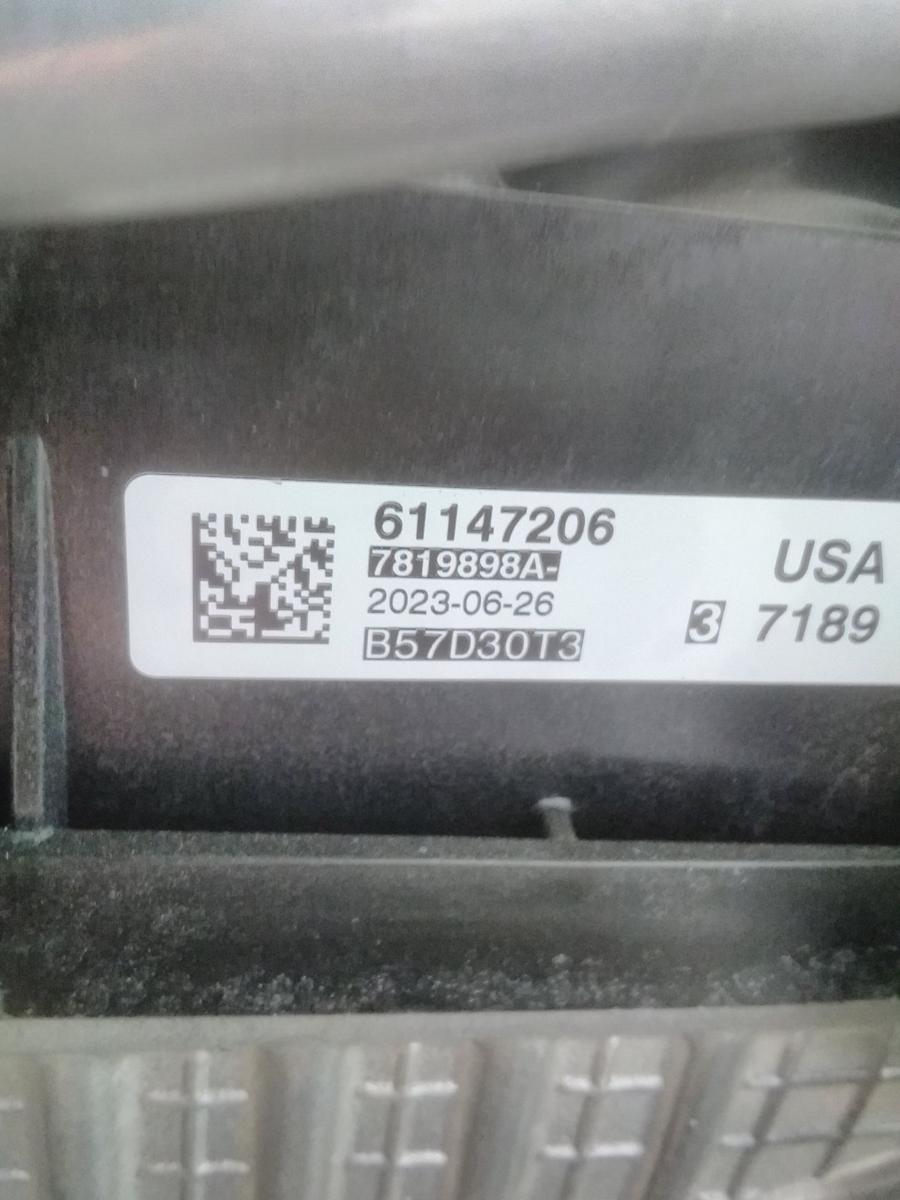 61147206
7819898A-
2023-06-26
B57D30T3
USA
3 7189